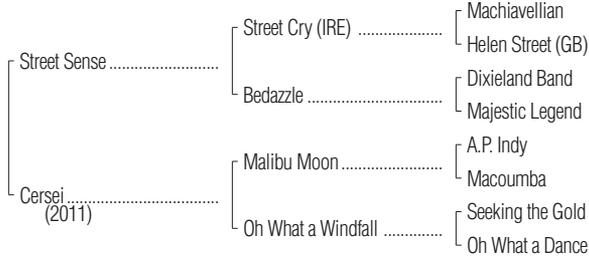 Machiavellian
Street Cry (IRE) ...................
Helen Street (GB)
Street Sense .........................
Dixieland Band
Bedazzle ...............................
Majestic Legend
A.P. Indy
Malibu Moon .......................
Macoumba
Cersei ...................................
(2011)
Seeking the Gold
Oh What a Windfall .............
Oh What a Dance